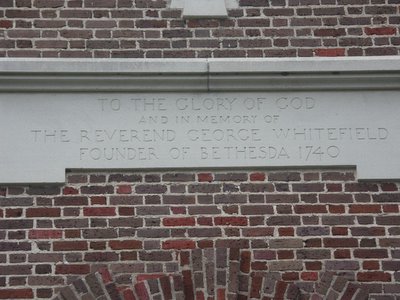 TO THE GLORY OF GOD
AND IN MEMORY OF
THE REVEREND GEORGE WHITEFIELD
FOUNDER OF BETHESDA 1740